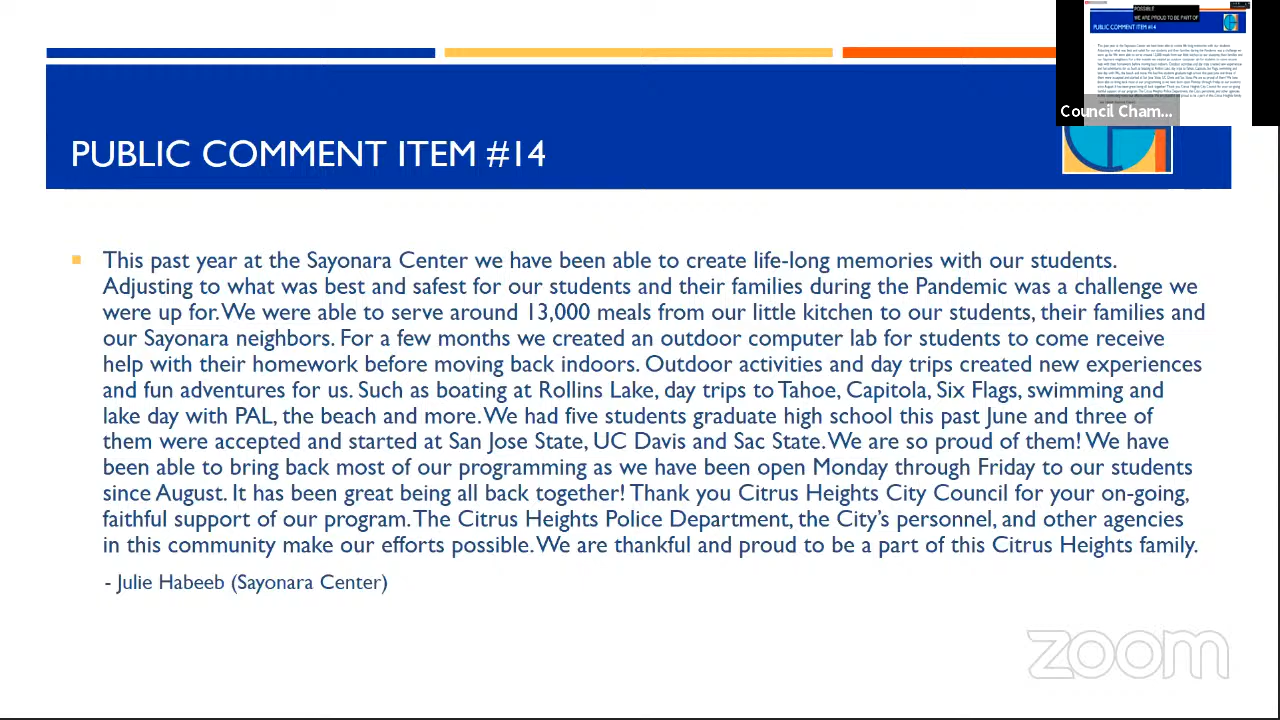 POSSIBLE
WE ARE PROUD TO BE PART OF
PUBLIC COMMENT ITEM #14
Council Cham...
PUBLIC COMMENT ITEM #14
This past year at the Sayonara Center we have been able to create life-long memories with our students.
Adjusting to what was best and safest for our students and their families during the Pandemic was a challenge we
were up for. We were able to serve around 13,000 meals from our little kitchen to our students, their families and
our Sayonara neighbors. For a few months we created an outdoor computer lab for students to come receive
help with their homework before moving back indoors. Outdoor activities and day trips created new experiences
and fun adventures for us. Such as boating at Rollins Lake, day trips to Tahoe, Capitola, Six Flags, swimming and
lake day with PAL, the beach and more. We had five students graduate high school this past June and three of
them were accepted and started at San Jose State, UC Davis and Sac State. We are so proud of them! We have
been able to bring back most of our programming as we have been open Monday through Friday to our students
since August. It has been great being all back together! Thank you Citrus Heights City Council for your on-going,
faithful support of our program. The Citrus Heights Police Department, the City's personnel, and other agencies
in this community make our efforts possible. We are thankful and proud to be a part of this Citrus Heights family.
- Julie Habeeb (Sayonara Center)
zoom